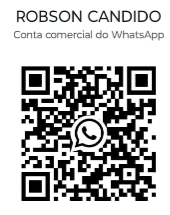 ROBSON CANDIDO
Conta comercial do WhatsApp